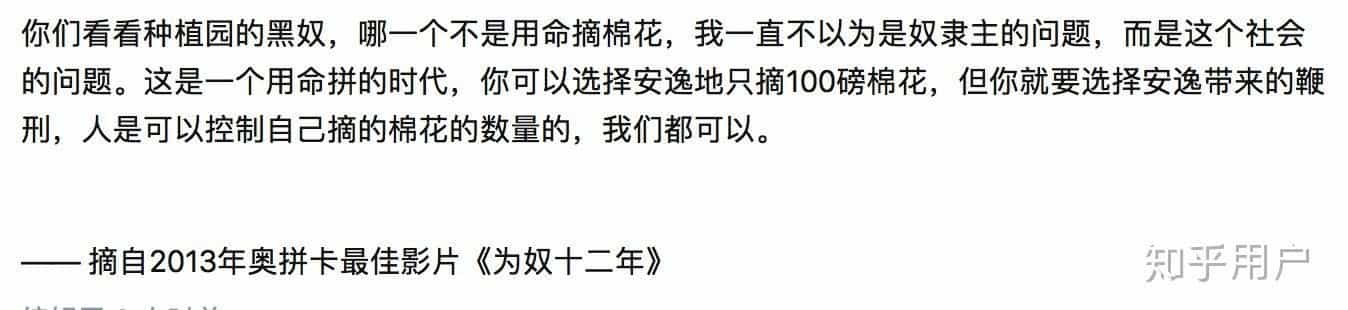 你们看看种植园的黑奴，哪一个不是用命摘棉花，我一直不以为是奴隶主的问题，而是这个社会
的问题。这是一个用命拼的时代，你可以选择安逸地只摘100磅棉花，但你就要选择安逸带来的鞭
刑，人是可以控制自己摘的棉花的数量的，我们都可以。
—— 摘自2013年奥拼卡最佳影片《为奴十二年》
知乎用户